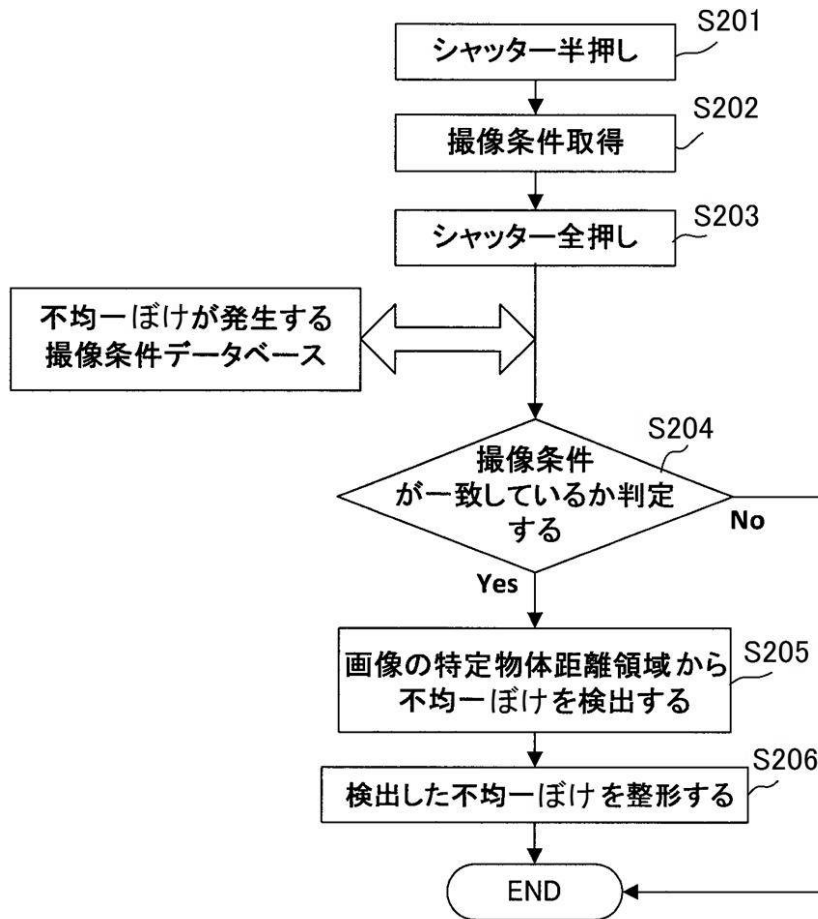 S201
シャッター半押し
S202
撮像条件取得
S203
シャッター全押し
不均一ぼけが発生する
撮像条件データベース
S204
撮像条件
が一致しているか判定
する
No
Yes
S205
画像の特定物体距離領域から
不均一ぼけを検出する
S206
検出した不均一ぼけを整形する
END